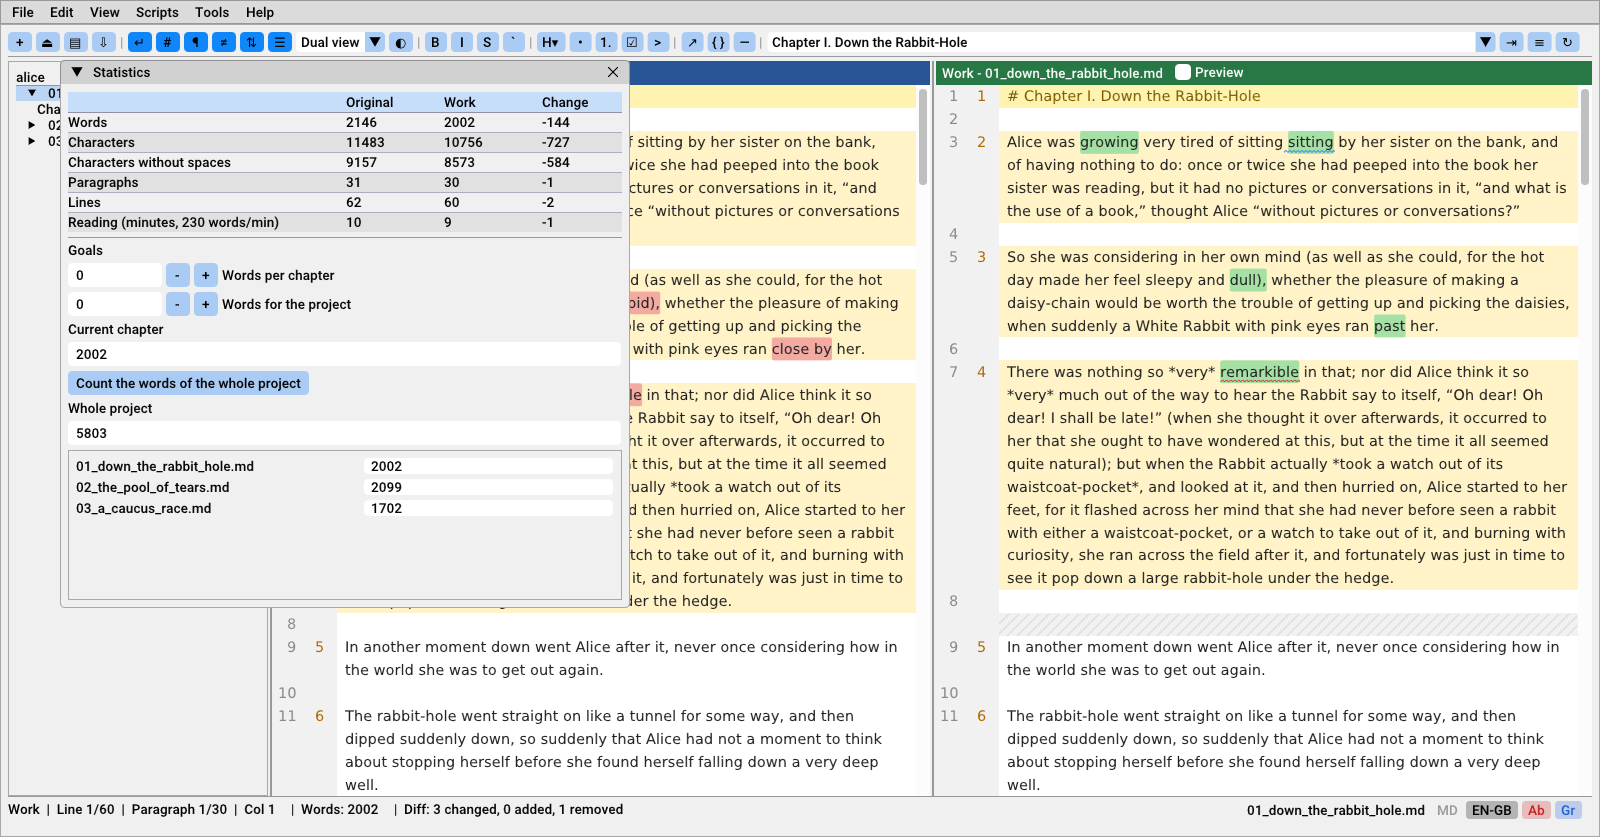 File Edit View Scripts Tools Help
+ ⏏ ▤ ⇩ | ↵ # ¶ ≠ ⇅ ☰ Dual view ▼ ◐ | B I S ` | H▾ • 1. ☑ > | ↗ { } — | Chapter I. Down the Rabbit-Hole ▼ ⇥ ≡ ↻
alice
▼ 01
Cha
▶ 02
▶ 03
▼ Statistics ×
Original Work Change
Words 2146 2002 -144
Characters 11483 10756 -727
Characters without spaces 9157 8573 -584
Paragraphs 31 30 -1
Lines 62 60 -2
Reading (minutes, 230 words/min) 10 9 -1
Goals
0 - + Words per chapter
0 - + Words for the project
Current chapter
2002
Count the words of the whole project
Whole project
5803
01_down_the_rabbit_hole.md 2002
02_the_pool_of_tears.md 2099
03_a_caucus_race.md 1702
f sitting by her sister on the bank,
vice she had peeped into the book
ctures or conversations in it, “and
ce “without pictures or conversations
d (as well as she could, for the hot
pid), whether the pleasure of making
le of getting up and picking the
with pink eyes ran close by her.
le in that; nor did Alice think it so
e Rabbit say to itself, “Oh dear! Oh
ht it over afterwards, it occurred to
at this, but at the time it all seemed
ually *took a watch out of its
d then hurried on, Alice started to her
t she had never before seen a rabbit
tch to take out of it, and burning with
it, and fortunately was just in time to
der the hedge.
8
9 5 In another moment down went Alice after it, never once considering how in
the world she was to get out again.
10
11 6 The rabbit-hole went straight on like a tunnel for some way, and then
dipped suddenly down, so suddenly that Alice had not a moment to think
about stopping herself before she found herself falling down a very deep
well.
Work - 01_down_the_rabbit_hole.md Preview
1 1 # Chapter I. Down the Rabbit-Hole
2
3 2 Alice was growing very tired of sitting sitting by her sister on the bank, and
of having nothing to do: once or twice she had peeped into the book her
sister was reading, but it had no pictures or conversations in it, “and what is
the use of a book,” thought Alice “without pictures or conversations?”
4
5 3 So she was considering in her own mind (as well as she could, for the hot
day made her feel sleepy and dull), whether the pleasure of making a
daisy-chain would be worth the trouble of getting up and picking the daisies,
when suddenly a White Rabbit with pink eyes ran past her.
6
7 4 There was nothing so *very* remarkible in that; nor did Alice think it so
*very* much out of the way to hear the Rabbit say to itself, “Oh dear! Oh
dear! I shall be late!” (when she thought it over afterwards, it occurred to
her that she ought to have wondered at this, but at the time it all seemed
quite natural); but when the Rabbit actually *took a watch out of its
waistcoat-pocket*, and looked at it, and then hurried on, Alice started to her
feet, for it flashed across her mind that she had never before seen a rabbit
with either a waistcoat-pocket, or a watch to take out of it, and burning with
curiosity, she ran across the field after it, and fortunately was just in time to
see it pop down a large rabbit-hole under the hedge.
8
9 5 In another moment down went Alice after it, never once considering how in
the world she was to get out again.
10
11 6 The rabbit-hole went straight on like a tunnel for some way, and then
dipped suddenly down, so suddenly that Alice had not a moment to think
about stopping herself before she found herself falling down a very deep
well.
Work | Line 1/60 | Paragraph 1/30 | Col 1 | Words: 2002 | Diff: 3 changed, 0 added, 1 removed 01_down_the_rabbit_hole.md MD EN-GB Ab Gr